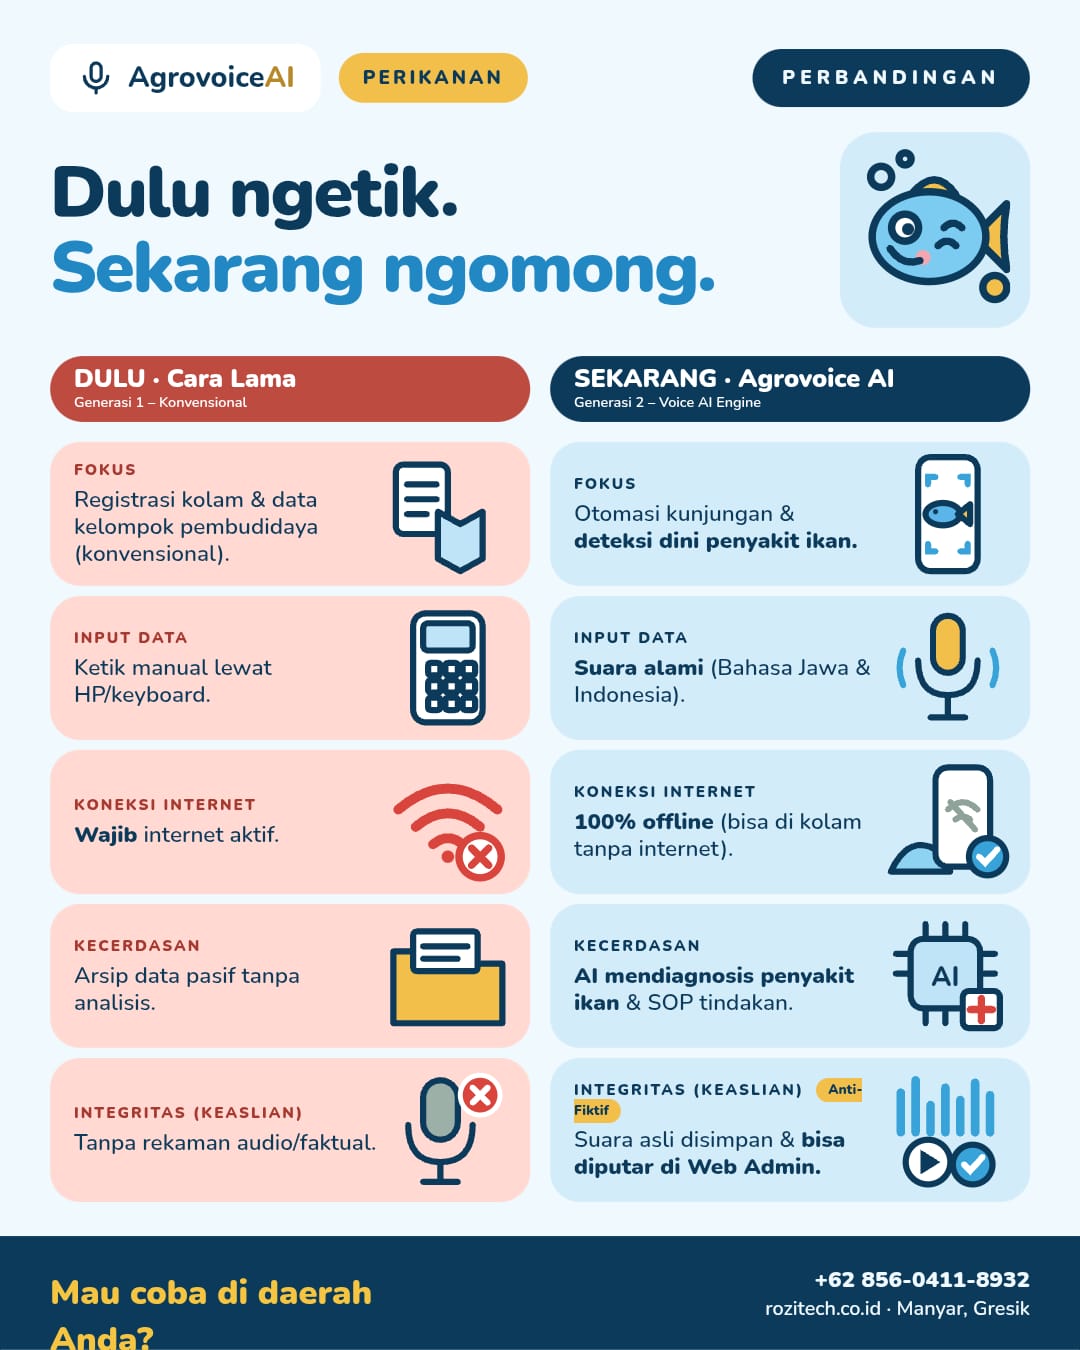 AgrovoiceAI
PERIKANAN
PERBANDINGAN
Dulu ngetik.
Sekarang ngomong.
DULU · Cara Lama
Generasi 1 – Konvensional
SEKARANG · Agrovoice AI
Generasi 2 – Voice AI Engine
FOKUS
Registrasi kolam & data
kelompok pembudidaya
(konvensional).
FOKUS
Otomasi kunjungan &
deteksi dini penyakit ikan.
INPUT DATA
Ketik manual lewat
HP/keyboard.
INPUT DATA
Suara alami (Bahasa Jawa &
Indonesia).
KONEKSI INTERNET
Wajib internet aktif.
KONEKSI INTERNET
100% offline (bisa di kolam
tanpa internet).
KECERDASAN
Arsip data pasif tanpa
analisis.
KECERDASAN
AI mendiagnosis penyakit
ikan & SOP tindakan.
AI
INTEGRITAS (KEASLIAN)
Tanpa rekaman audio/faktual.
INTEGRITAS (KEASLIAN) Anti-
Fiktif
Suara asli disimpan & bisa
diputar di Web Admin.
Mau coba di daerah
Anda?
+62 856-0411-8932
rozitech.co.id · Manyar, Gresik